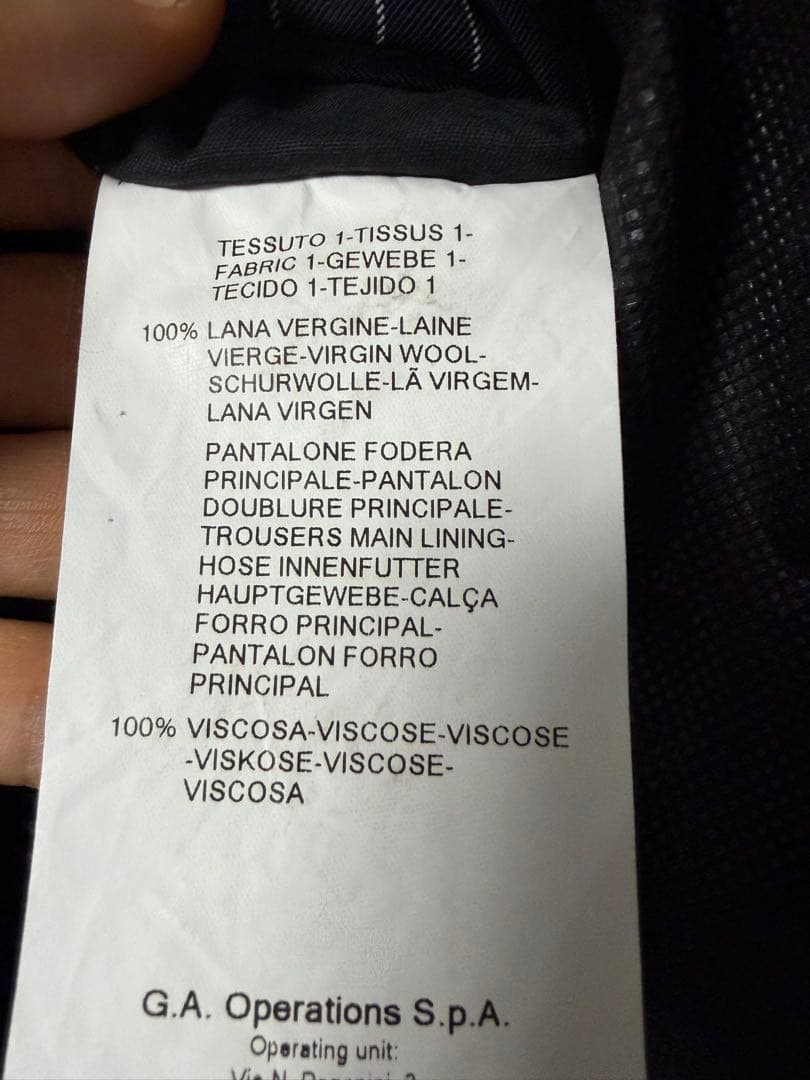 TESSUTO 1-TISSUS 1-
FABRIC 1-GEWEBE 1-
TECIDO 1-TEJIDO 1
100% LANA VERGINE-LAINE
VIERGE-VIRGIN WOOL-
SCHURWOLLE-LÃ VIRGEM-
LANA VIRGEN
PANTALONE FODERA
PRINCIPALE-PANTALON
DOUBLURE PRINCIPALE-
TROUSERS MAIN LINING-
HOSE INNENFUTTER
HAUPTGEWEBE-CALÇA
FORRO PRINCIPAL-
PANTALON FORRO
PRINCIPAL
100% VISCOSA-VISCOSE-VISCOSE
-VISKOSE-VISCOSE-
VISCOSA
G.A. Operations S.p.A.
Operating unit:
Via N.